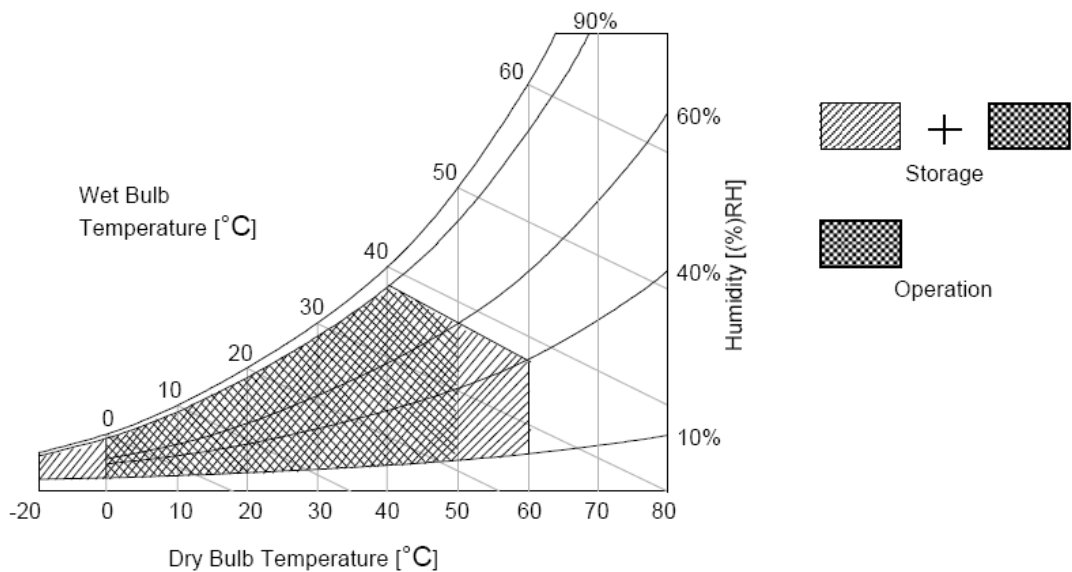 90%
60
60%
50
Wet Bulb
Temperature [°C]
40
40%
30
20
10
0
10%
Humidity [(%)RH]
-20 0 10 20 30 40 50 60 70 80
Dry Bulb Temperature [°C]
+
Storage
Operation